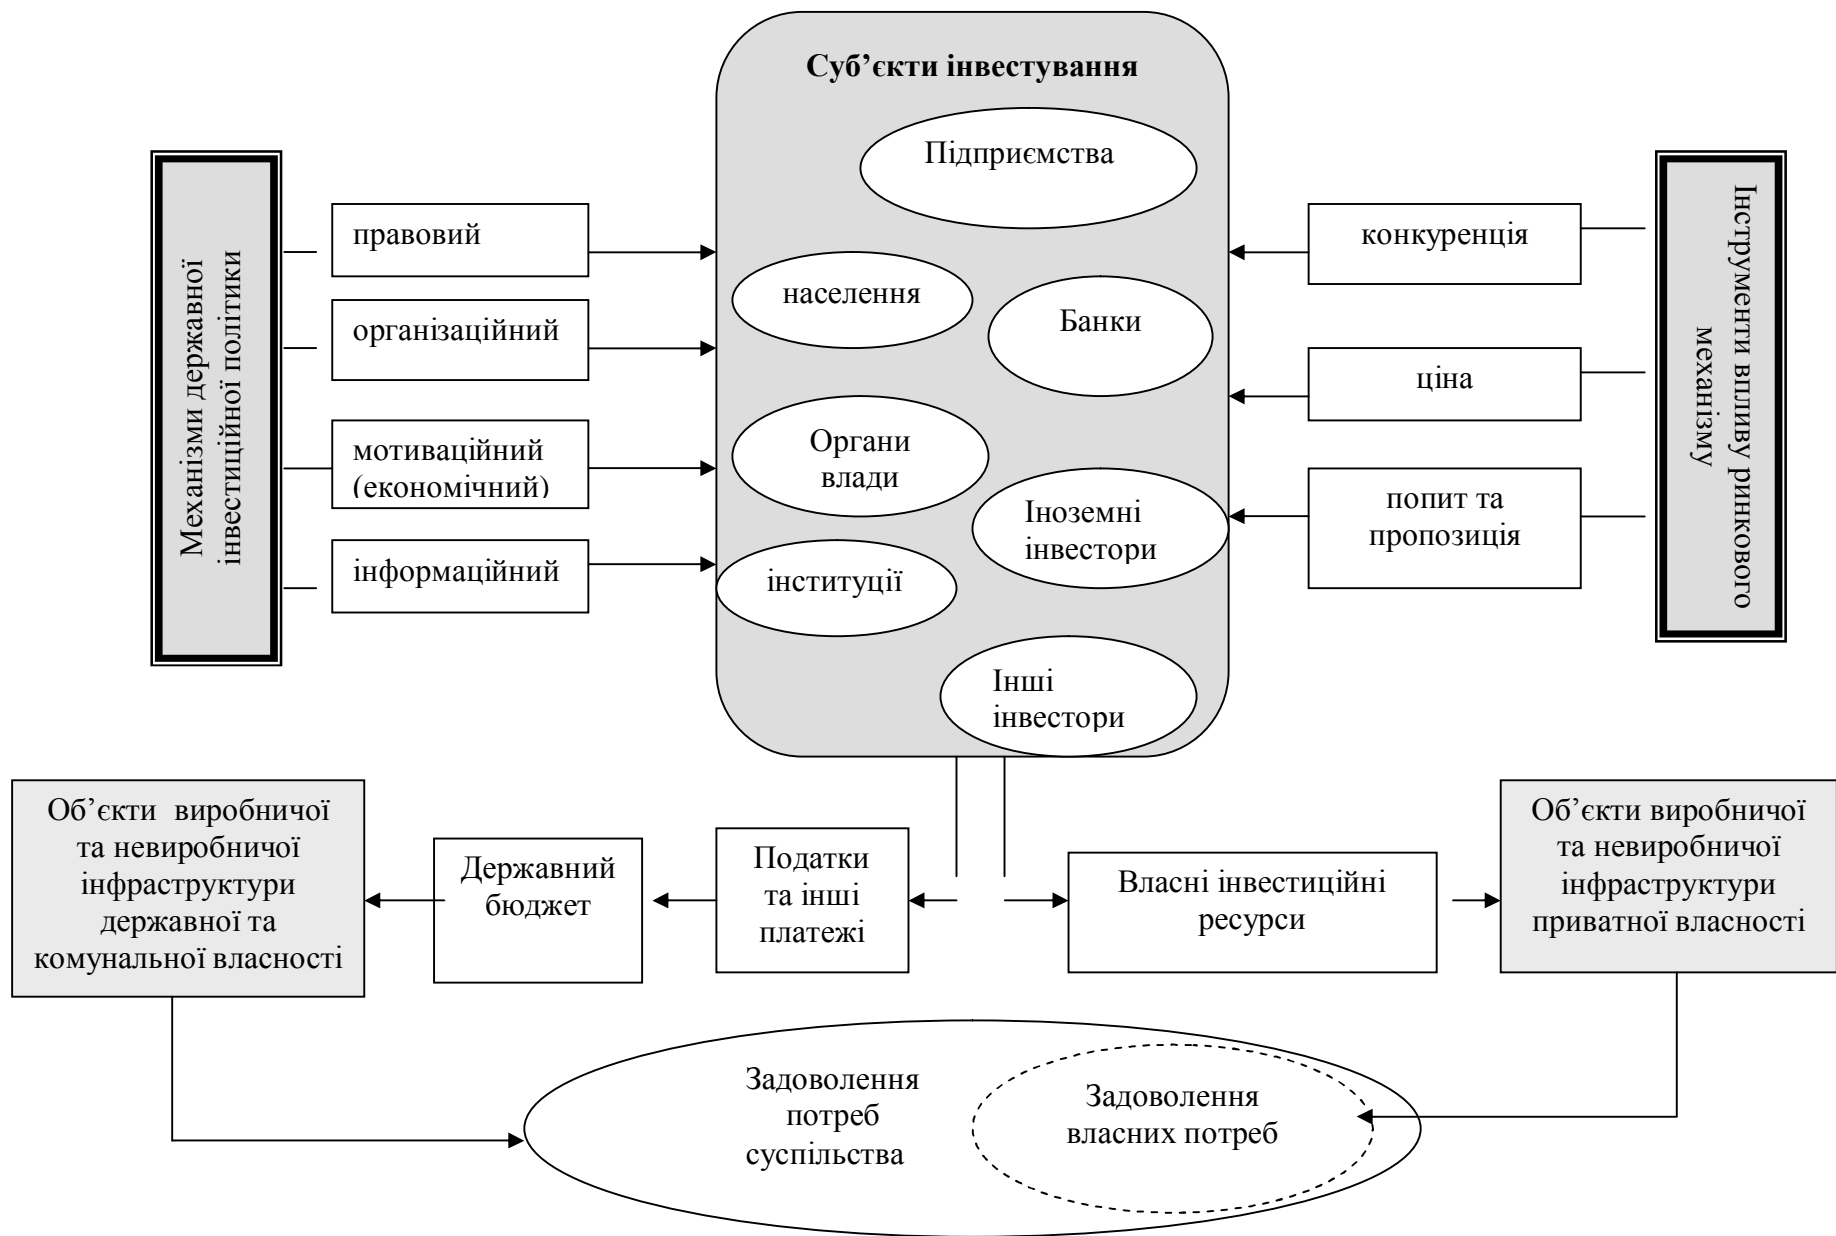 Суб’єкти інвестування
Підприємства
населення
Банки
Органи
влади
Іноземні
інвестори
інституції
Інші
інвестори
Механізми державної
інвестиційної політики
правовий
організаційний
мотиваційний
(економічний)
інформаційний
конкуренція
ціна
попит та
пропозиція
Інструменти впливу ринкового
механізму
Об’єкти виробничої
та невиробничої
інфраструктури
державної та
комунальної власності
Державний
бюджет
Податки
та інші
платежі
Власні інвестиційні
ресурси
Об’єкти виробничої
та невиробничої
інфраструктури
приватної власності
Задоволення
потреб
суспільства
Задоволення
власних потреб